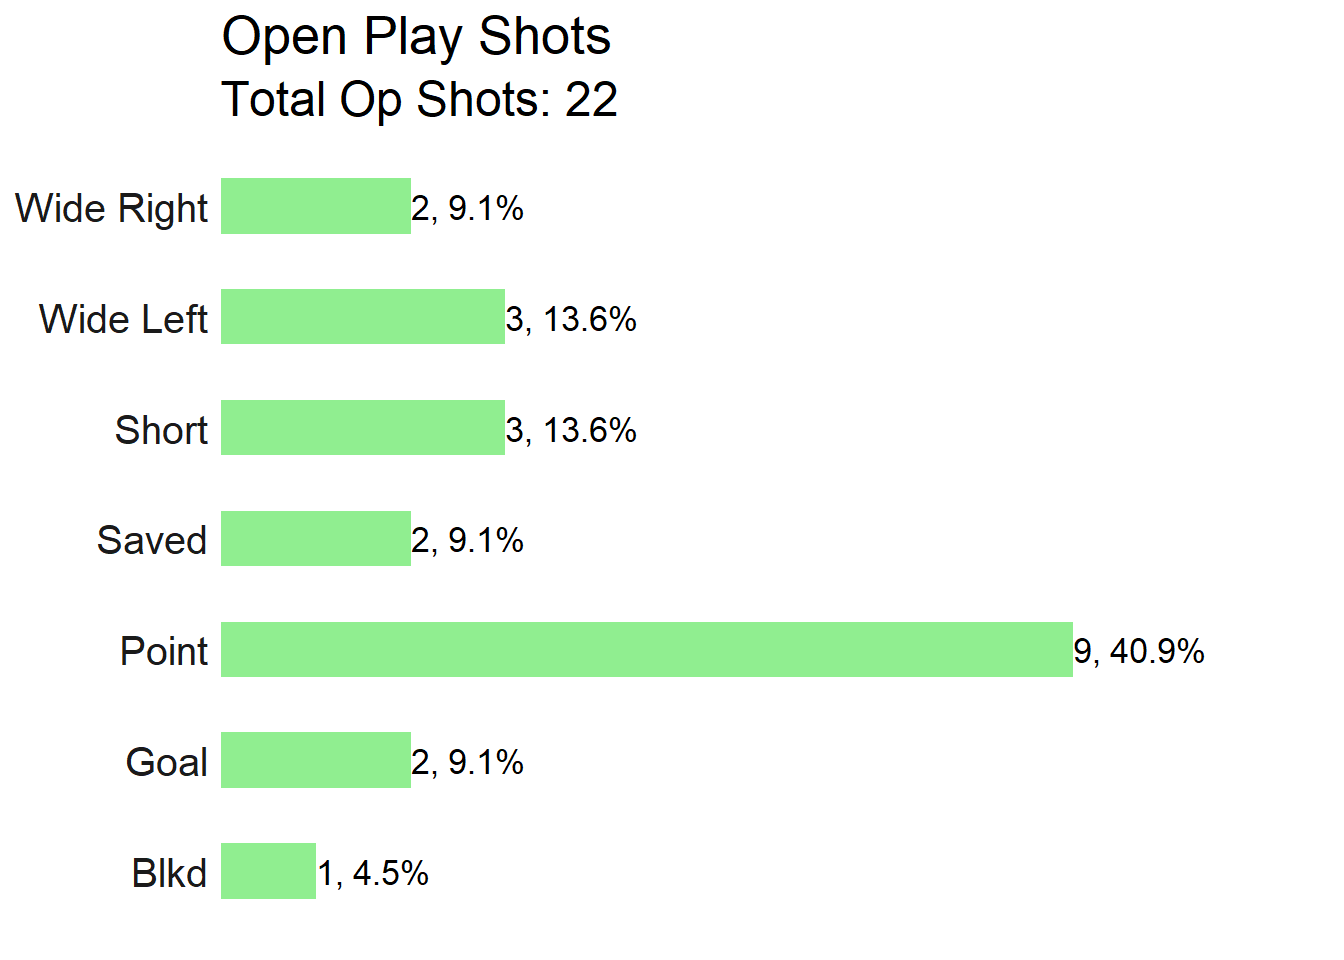 Open Play Shots
Total Op Shots: 22
Wide Right 2, 9.1%
Wide Left 3, 13.6%
Short 3, 13.6%
Saved 2, 9.1%
Point 9, 40.9%
Goal 2, 9.1%
Blkd 1, 4.5%